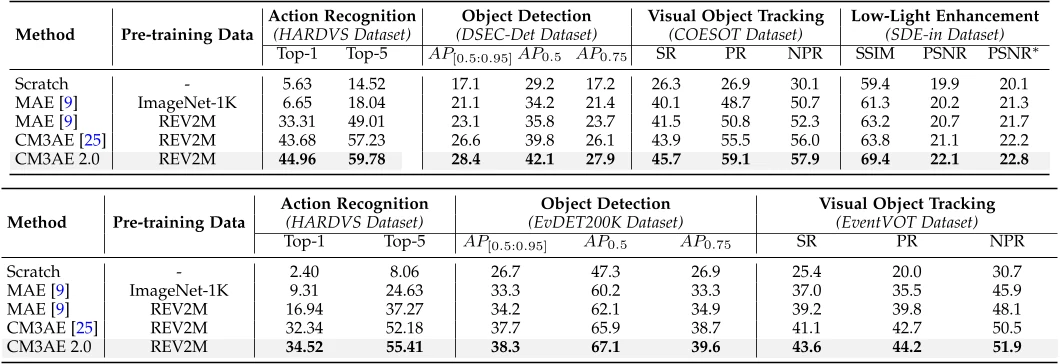 Method Pre-training Data Action Recognition Object Detection Visual Object Tracking Low-Light Enhancement
(HARDVS Dataset) (DSEC-Det Dataset) (COESOT Dataset) (SDE-in Dataset)
Top-1 Top-5 AP[0.5:0.95] AP0.5 AP0.75 SR PR NPR SSIM PSNR PSNR*
Scratch - 5.63 14.52 17.1 29.2 17.2 26.3 26.9 30.1 59.4 19.9 20.1
MAE [9] ImageNet-1K 6.65 18.04 21.1 34.2 21.4 40.1 48.7 50.7 61.3 20.2 21.3
MAE [9] REV2M 33.31 49.01 23.1 35.8 23.7 41.5 50.8 52.3 63.2 20.7 21.7
CM3AE [25] REV2M 43.68 57.23 26.6 39.8 26.1 43.9 55.5 56.0 63.8 21.1 22.2
CM3AE 2.0 REV2M 44.96 59.78 28.4 42.1 27.9 45.7 59.1 57.9 69.4 22.1 22.8
Method Pre-training Data Action Recognition Object Detection Visual Object Tracking
(HARDVS Dataset) (EvDET200K Dataset) (EventVOT Dataset)
Top-1 Top-5 AP[0.5:0.95] AP0.5 AP0.75 SR PR NPR
Scratch - 2.40 8.06 26.7 47.3 26.9 25.4 20.0 30.7
MAE [9] ImageNet-1K 9.31 24.63 33.3 60.2 33.3 37.0 35.5 45.9
MAE [9] REV2M 16.94 37.27 34.2 62.1 34.9 39.2 39.8 48.1
CM3AE [25] REV2M 32.34 52.18 37.7 65.9 38.7 41.1 42.7 50.5
CM3AE 2.0 REV2M 34.52 55.41 38.3 67.1 39.6 43.6 44.2 51.9